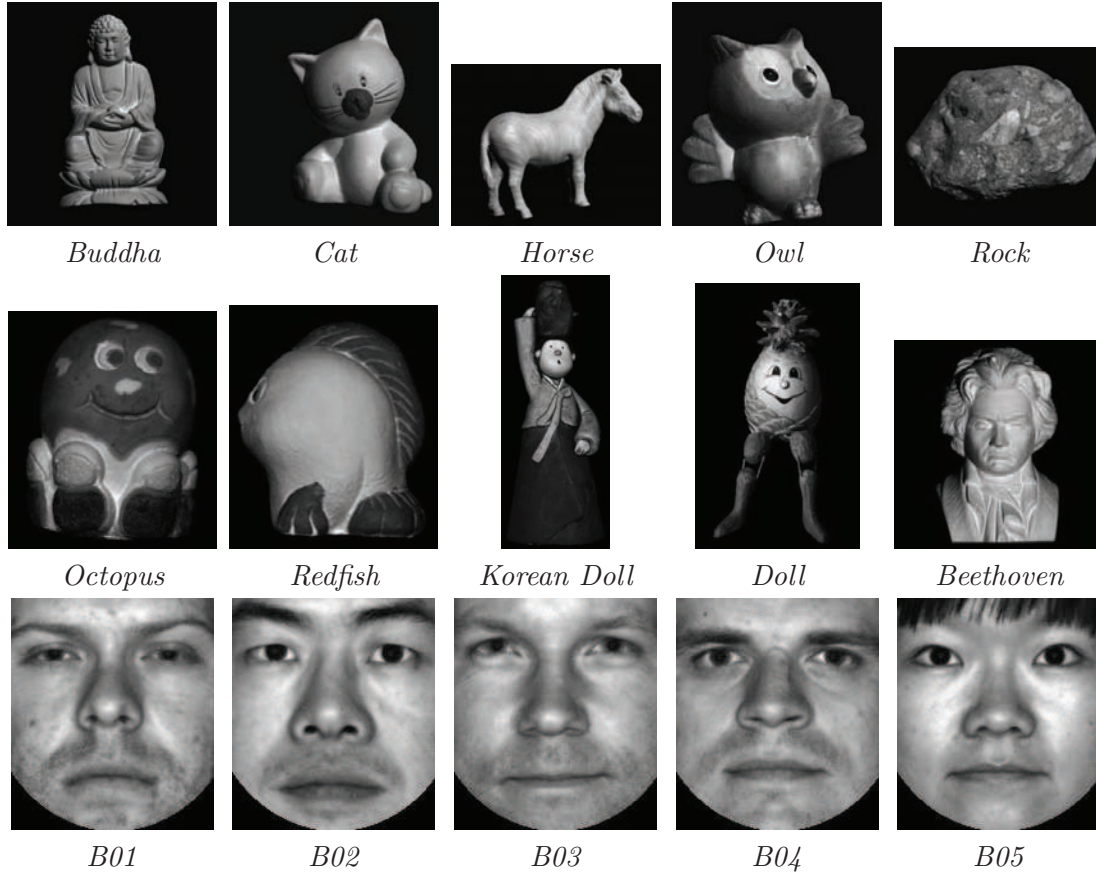 Buddha Cat Horse Owl Rock
Octopus Redfish Korean Doll Doll Beethoven
B01 B02 B03 B04 B05